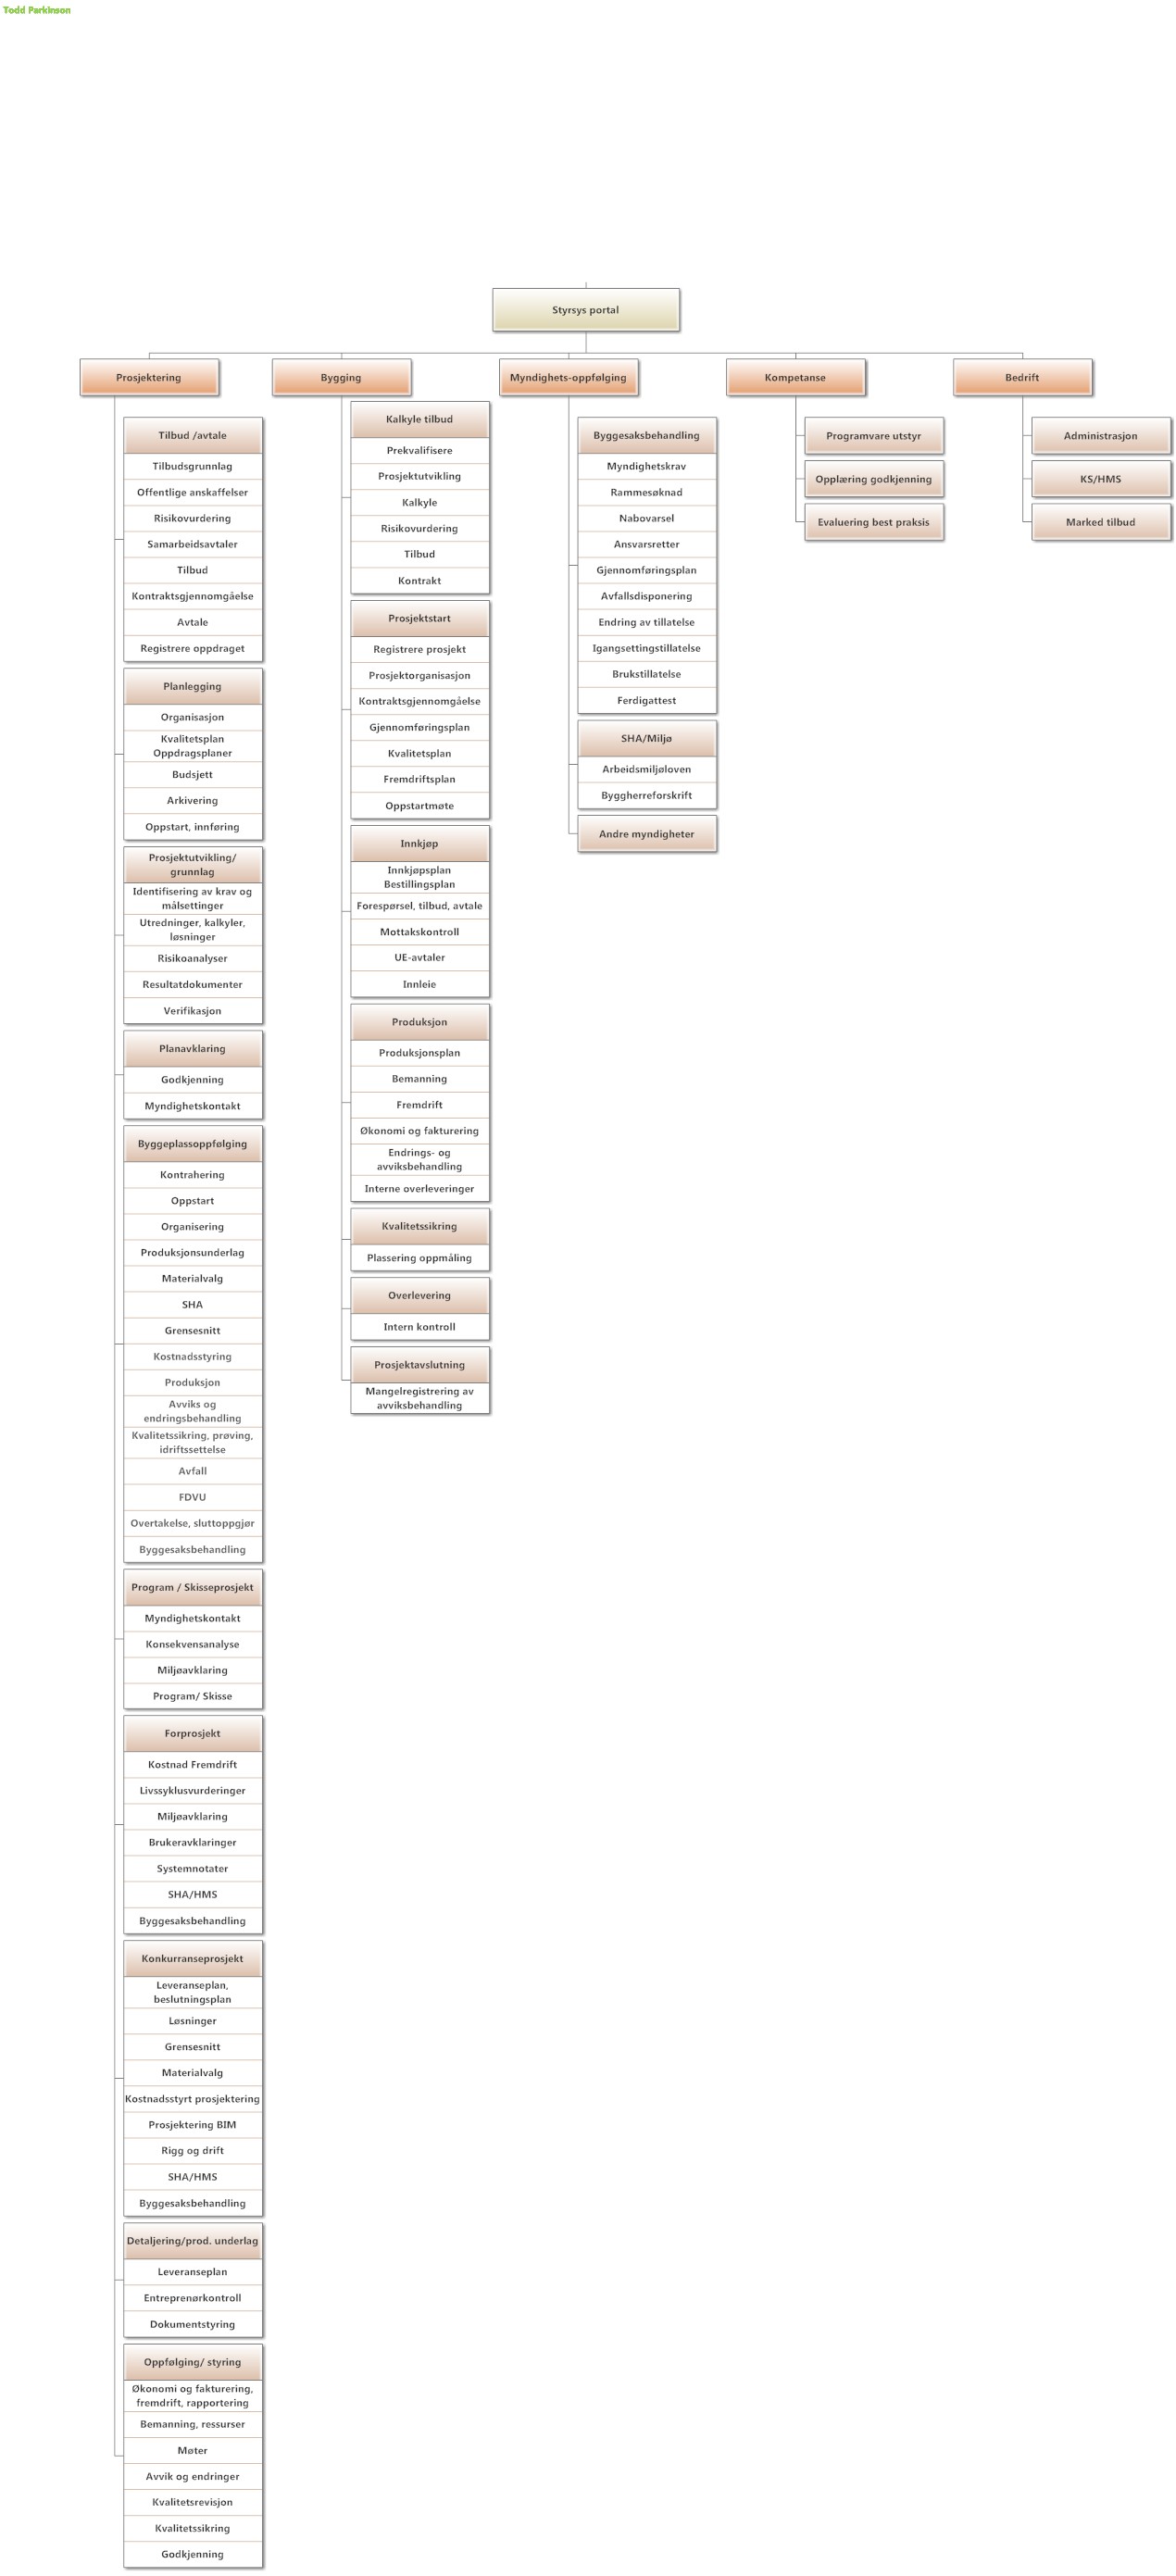 Todd Parkinson
Styrsys portal
Prosjektering
Bygging
Myndighets-oppfølging
Kompetanse
Bedrift
Tilbud /avtale
Tilbudsgrunnlag
Offentlige anskaffelser
Risikovurdering
Samarbeidsavtaler
Tilbud
Kontraktsgjennomgåelse
Avtale
Registrere oppdraget
Planlegging
Organisasjon
Kvalitetsplan
Oppdragsplaner
Budsjett
Arkivering
Oppstart, innføring
Prosjektutvikling/
grunnlag
Identifisering av krav og
målsettinger
Utredninger, kalkyler,
løsninger
Risikoanalyser
Resultatdokumenter
Verifikasjon
Planavklaring
Godkjenning
Myndighetskontakt
Byggeplassoppfølging
Kontrahering
Oppstart
Organisering
Produksjonsunderlag
Materialvalg
SHA
Grensesnitt
Kostnadsstyring
Produksjon
Avviks og
endringsbehandling
Kvalitetssikring, prøving,
idriftssettelse
Avfall
FDVU
Overtakelse, sluttoppgjør
Byggesaksbehandling
Program / Skisseprosjekt
Myndighetskontakt
Konsekvensanalyse
Miljøavklaring
Program/ Skisse
Forprosjekt
Kostnad Fremdrift
Livssyklusvurderinger
Miljøavklaring
Brukeravklaringer
Systemnotater
SHA/HMS
Byggesaksbehandling
Konkurranseprosjekt
Leveranseplan,
beslutningsplan
Løsninger
Grensesnitt
Materialvalg
Kostnadsstyrt prosjektering
Prosjektering BIM
Rigg og drift
SHA/HMS
Byggesaksbehandling
Detaljering/prod. underlag
Leveranseplan
Entreprenørkontroll
Dokumentstyring
Oppfølging/ styring
Økonomi og fakturering,
fremdrift, rapportering
Bemanning, ressurser
Møter
Avvik og endringer
Kvalitetsrevisjon
Kvalitetssikring
Godkjenning
Kalkyle tilbud
Prekvalifisere
Prosjektutvikling
Kalkyle
Risikovurdering
Tilbud
Kontrakt
Prosjektstart
Registrere prosjekt
Prosjektorganisasjon
Kontraktsgjennomgåelse
Gjennomføringsplan
Kvalitetsplan
Fremdriftsplan
Oppstartmøte
Innkjøp
Innkjøpsplan
Bestillingsplan
Forespørsel, tilbud, avtale
Mottakskontroll
UE-avtaler
Innleie
Produksjon
Produksjonsplan
Bemanning
Fremdrift
Økonomi og fakturering
Endrings- og
avviksbehandling
Interne overleveringer
Kvalitetssikring
Plassering oppmåling
Overlevering
Intern kontroll
Prosjektavslutning
Mangelregistrering av
avviksbehandling
Byggesaksbehandling
Myndighetskrav
Rammesøknad
Nabovarsel
Ansvarsretter
Gjennomføringsplan
Avfallsdisponering
Endring av tillatelse
Igangsettingstillatelse
Brukstillatelse
Ferdigattest
SHA/Miljø
Arbeidsmiljøloven
Byggherreforskrift
Andre myndigheter
Programvare utstyr
Opplæring godkjenning
Evaluering best praksis
Administrasjon
KS/HMS
Marked tilbud